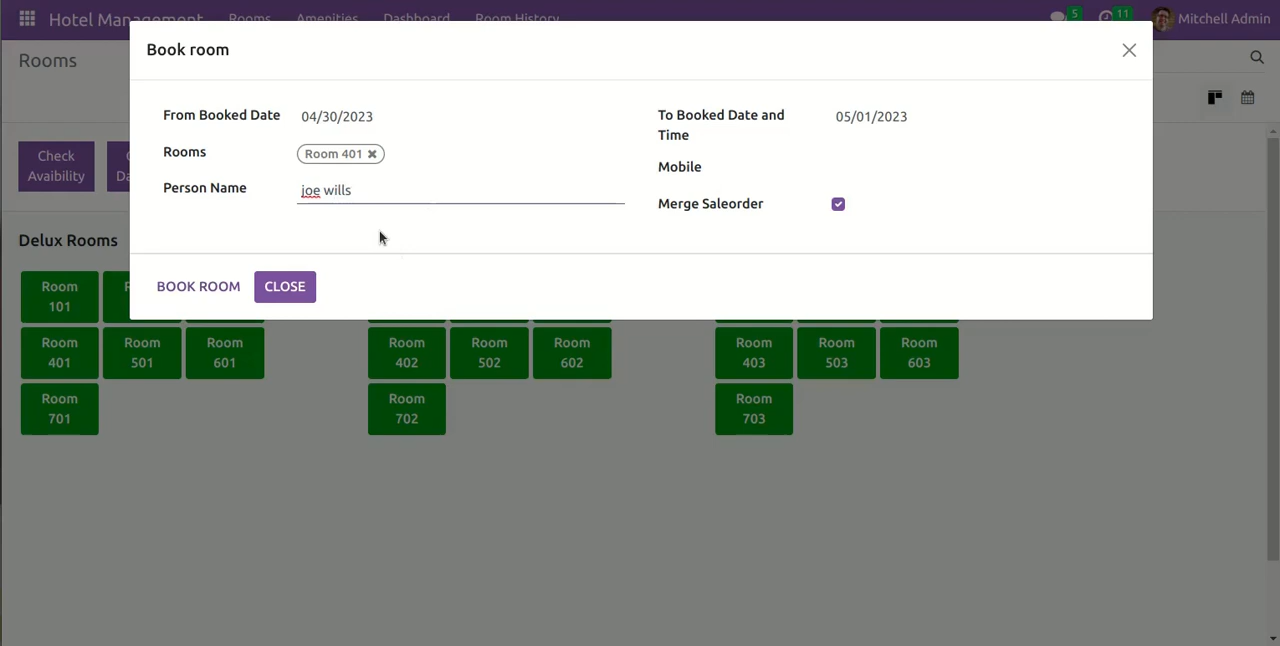 Hotel Management Rooms Amenities Dashboard Room History 5 11 Mitchell Admin
Book room
Rooms
From Booked Date 04/30/2023 To Booked Date and Time 05/01/2023
Rooms Room 401
Mobile
Person Name joe wills
Merge Saleorder
Check Avaibility
BOOK ROOM CLOSE
Delux Rooms
Room 101
Room 401 Room 501 Room 601 Room 402 Room 502 Room 602 Room 403 Room 503 Room 603
Room 701 Room 702 Room 703